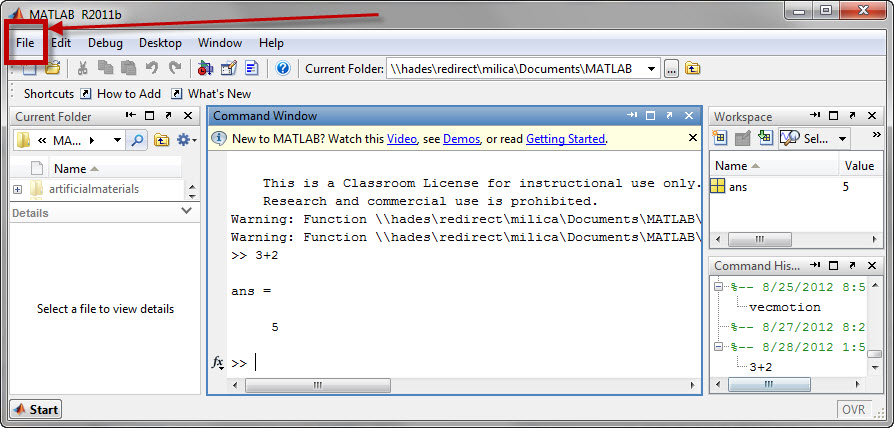 MATLAB R2011b
File Edit Debug Desktop Window Help
Current Folder: \\hades\redirect\milica\Documents\MATLAB
Shortcuts How to Add What's New
Current Folder
MA...
Name
artificialmaterials
Details
Select a file to view details
Command Window
New to MATLAB? Watch this Video, see Demos, or read Getting Started.
This is a Classroom License for instructional use only.
Research and commercial use is prohibited.
Warning: Function \\hades\redirect\milica\Documents\MATLAB\
Warning: Function \\hades\redirect\milica\Documents\MATLAB\
>> 3+2
ans =
5
fx >>
Workspace
Sel...
Name Value
ans 5
Command His...
%-- 8/25/2012 8:5
vecmotion
%-- 8/27/2012 8:2
%-- 8/28/2012 1:5
3+2
Start
OVR